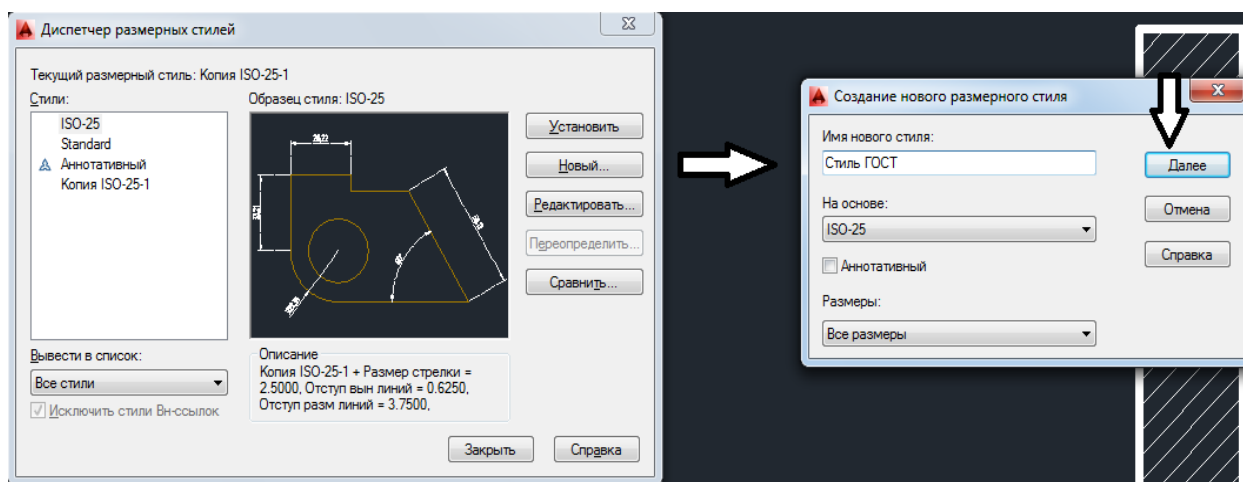 Диспетчер размерных стилей
Текущий размерный стиль: Копия ISO-25-1
Стили:
ISO-25
Standard
Аннотативный
Копия ISO-25-1
Вывести в список:
Все стили
Исключить стили Вн-ссылок
Образец стиля: ISO-25
28,22
Описание
Копия ISO-25-1 + Размер стрелки =
2.5000, Отступ вын линий = 0.6250,
Отступ разм линий = 3.7500,
Установить
Новый...
Редактировать...
Переопределить...
Сравнить...
Закрыть
Справка
Создание нового размерного стиля
Имя нового стиля:
Стиль ГОСТ
На основе:
ISO-25
Аннотативный
Размеры:
Все размеры
Далее
Отмена
Справка